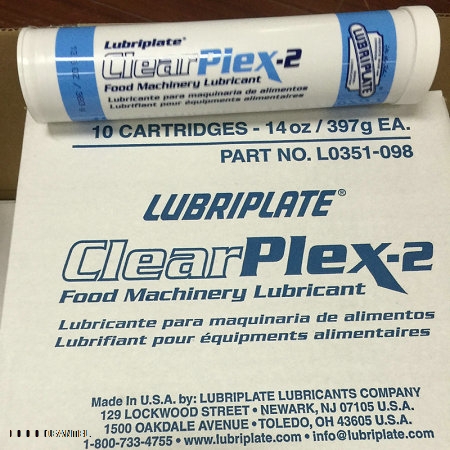 Lubriplate®
ClearPlex-2
Food Machinery Lubricant
Lubricante para maquinaria de alimentos
Lubrifiant pour équipements alimentaires
LUBRIPLATE
10 CARTRIDGES - 14 oz / 397g EA.
PART NO. L0351-098
LUBRIPLATE®
ClearPlex-2
Food Machinery Lubricant
Lubricante para maquinaria de alimentos
Lubrifiant pour équipements alimentaires
Made in U.S.A. by: LUBRIPLATE LUBRICANTS COMPANY
129 LOCKWOOD STREET • NEWARK, NJ 07105 U.S.A.
1500 OAKDALE AVENUE • TOLEDO, OH 43605 U.S.A.
1-800-733-4755 • www.lubriplate.com • info@lubriplate.com